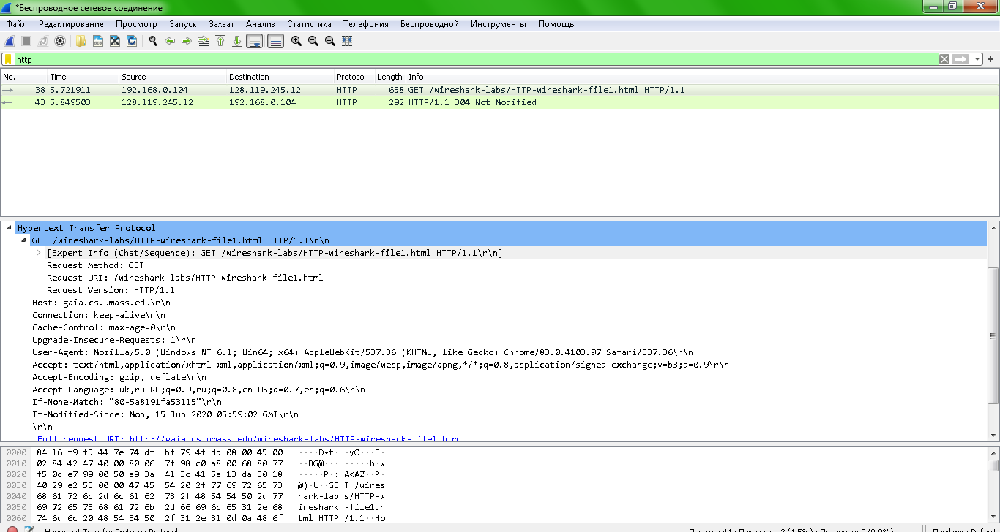 *Беспроводное сетевое соединение
Файл Редактирование Просмотр Запуск Захват Анализ Статистика Телефония Беспроводной Инструменты Помощь
http
No. Time Source Destination Protocol Length Info
38 5.721911 192.168.0.104 128.119.245.12 HTTP 658 GET /wireshark-labs/HTTP-wireshark-file1.html HTTP/1.1
43 5.849503 128.119.245.12 192.168.0.104 HTTP 292 HTTP/1.1 304 Not Modified
Hypertext Transfer Protocol
GET /wireshark-labs/HTTP-wireshark-file1.html HTTP/1.1\r\n
[Expert Info (Chat/Sequence): GET /wireshark-labs/HTTP-wireshark-file1.html HTTP/1.1\r\n]
Request Method: GET
Request URI: /wireshark-labs/HTTP-wireshark-file1.html
Request Version: HTTP/1.1
Host: gaia.cs.umass.edu\r\n
Connection: keep-alive\r\n
Cache-Control: max-age=0\r\n
Upgrade-Insecure-Requests: 1\r\n
User-Agent: Mozilla/5.0 (Windows NT 6.1; Win64; x64) AppleWebKit/537.36 (KHTML, like Gecko) Chrome/83.0.4103.97 Safari/537.36\r\n
Accept: text/html,application/xhtml+xml,application/xml;q=0.9,image/webp,image/apng,*/*;q=0.8,application/signed-exchange;v=b3;q=0.9\r\n
Accept-Encoding: gzip, deflate\r\n
Accept-Language: uk,ru-RU;q=0.9,ru;q=0.8,en-US;q=0.7,en;q=0.6\r\n
If-None-Match: "80-5a8191fa53115"\r\n
If-Modified-Since: Mon, 15 Jun 2020 05:59:02 GMT\r\n
\r\n
[Full request URI: http://gaia.cs.umass.edu/wireshark-labs/HTTP-wireshark-file1.html]
0000 84 16 f9 f5 44 7e 74 df bf 79 4f dd 08 00 45 00 ····D~t· ·yO···E·
0010 02 84 42 47 40 00 80 06 7f 98 c0 a8 00 68 80 77 ··BG@··· ·····h·w
0020 f5 0c e7 99 00 50 a9 3a 41 3c 41 5a 13 da 50 18 ·····P·: A<AZ··P·
0030 40 29 e2 55 00 00 47 45 54 20 2f 77 69 72 65 73 @)·U··GE T /wires
0040 68 61 72 6b 2d 6c 61 62 73 2f 48 54 54 50 2d 77 hark-lab s/HTTP-w
0050 69 72 65 73 68 61 72 6b 2d 66 69 6c 65 31 2e 68 ireshark -file1.h
0060 74 6d 6c 20 48 54 54 50 2f 31 2e 31 0d 0a 48 6f tml HTTP /1.1··Ho
Hypertext Transfer Protocol: Protocol Пакеты: 44 · Показаны: 2 (4.5%) · Потеряно: 0 (0.0%) Профиль: Default